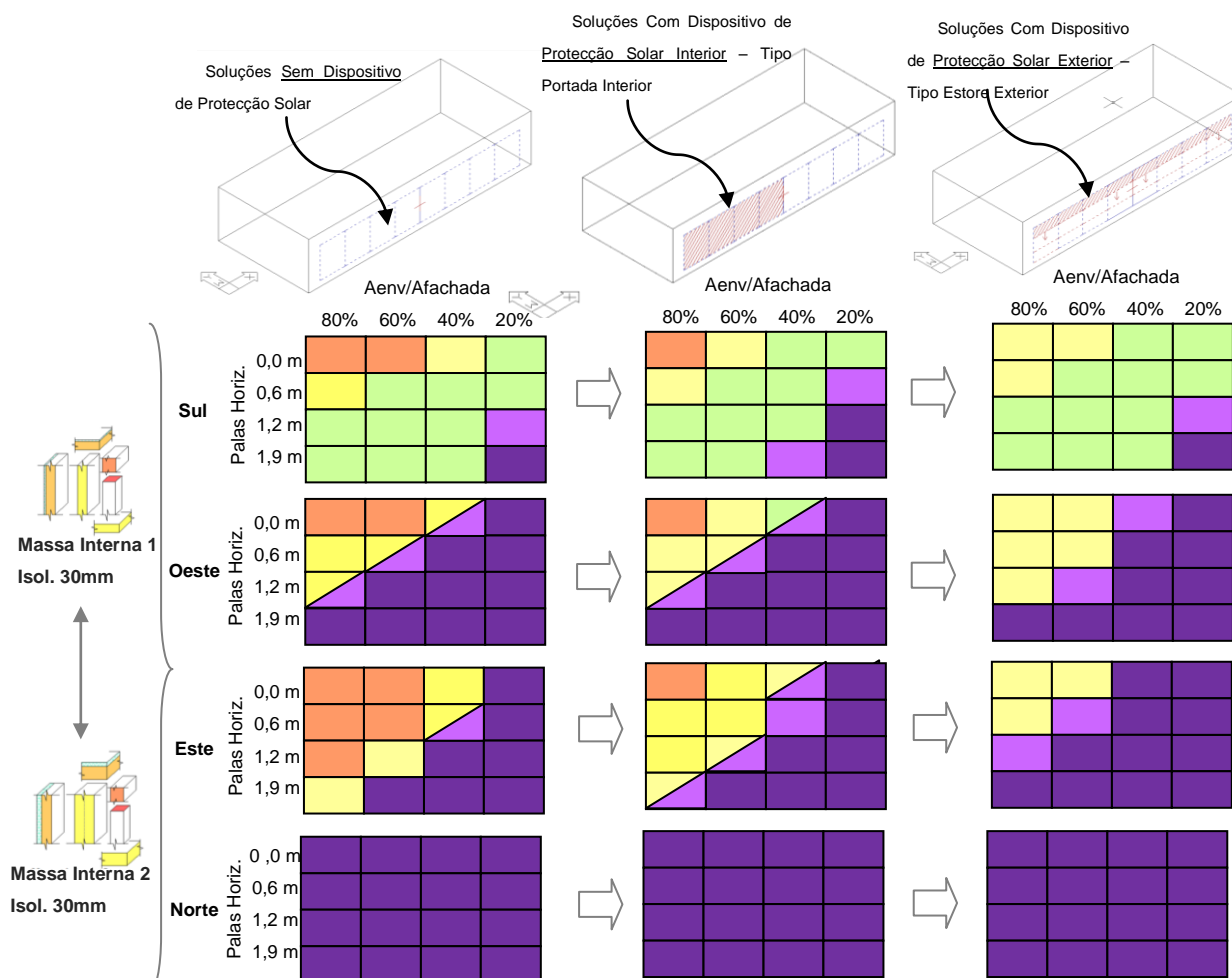 Soluções Sem Dispositivo
de Protecção Solar
Soluções Com Dispositivo de
Protecção Solar Interior – Tipo
Portada Interior
Soluções Com Dispositivo
de Protecção Solar Exterior –
Tipo Estore Exterior
Aenv/Afachada
80% 60% 40% 20%
Aenv/Afachada
80% 60% 40% 20%
Aenv/Afachada
80% 60% 40% 20%
Sul
Palas Horiz.
0,0 m
0,6 m
1,2 m
1,9 m
Oeste
Palas Horiz.
0,0 m
0,6 m
1,2 m
1,9 m
Este
Palas Horiz.
0,0 m
0,6 m
1,2 m
1,9 m
Norte
Palas Horiz.
0 ,0 m
0,6 m
1,2 m
1,9 m
Massa Interna 1
Isol. 30mm
Massa Interna 2
Isol. 30mm